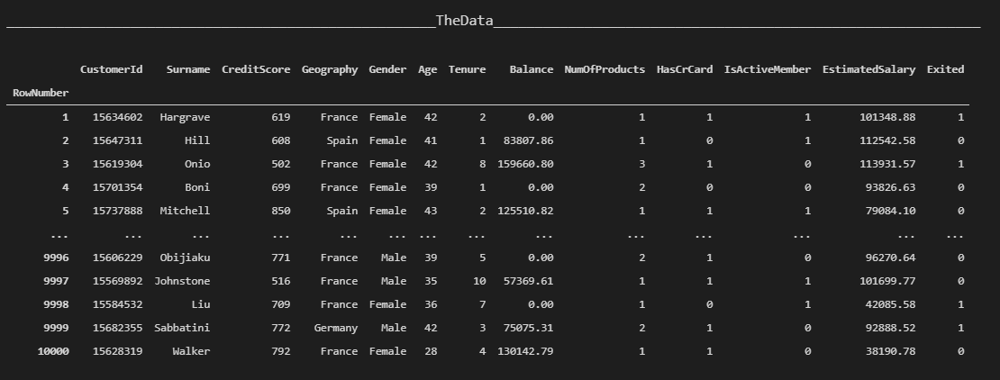 TheData
CustomerId Surname CreditScore Geography Gender Age Tenure Balance NumOfProducts HasCrCard IsActiveMember EstimatedSalary Exited
RowNumber
1 15634602 Hargrave 619 France Female 42 2 0.00 1 1 1 101348.88 1
2 15647311 Hill 608 Spain Female 41 1 83807.86 1 0 1 112542.58 0
3 15619304 Onio 502 France Female 42 8 159660.80 3 1 0 113931.57 1
4 15701354 Boni 699 France Female 39 1 0.00 2 0 0 93826.63 0
5 15737888 Mitchell 850 Spain Female 43 2 125510.82 1 1 1 79084.10 0
... ... ... ... ... ... ... ... ... ... ... ... ... ...
9996 15606229 Obijiaku 771 France Male 39 5 0.00 2 1 0 96270.64 0
9997 15569892 Johnstone 516 France Male 35 10 57369.61 1 1 1 101699.77 0
9998 15584532 Liu 709 France Female 36 7 0.00 1 0 1 42085.58 1
9999 15682355 Sabbatini 772 Germany Male 42 3 75075.31 2 1 0 92888.52 1
10000 15628319 Walker 792 France Female 28 4 130142.79 1 1 0 38190.78 0